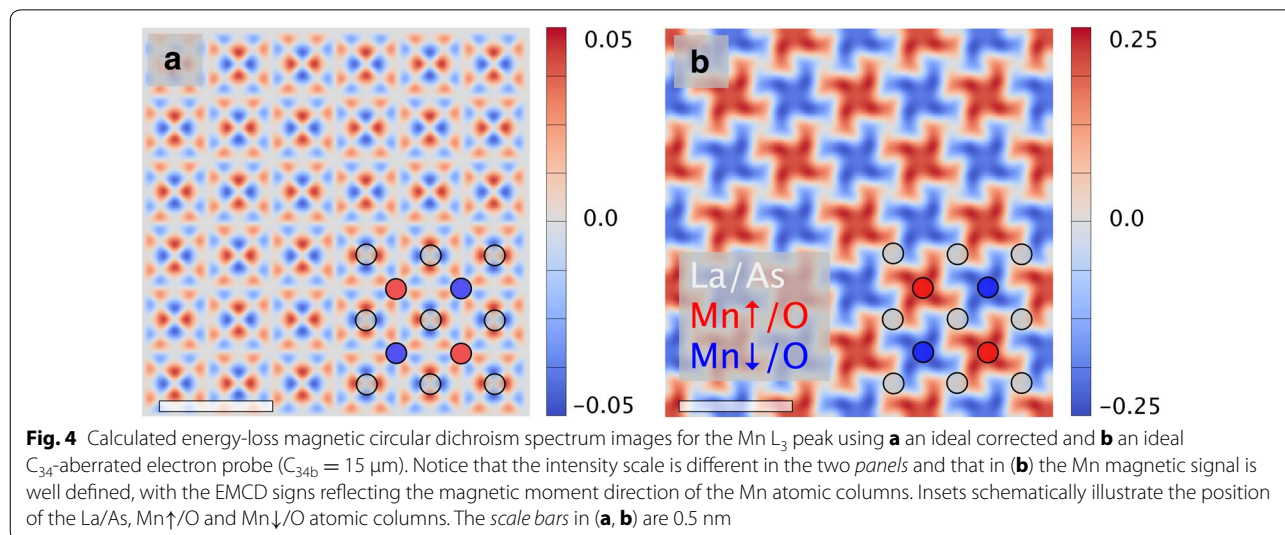 a
0.05
0.0
–0.05
b
La/As
Mn↑/O
Mn↓/O
0.25
0.0
–0.25
Fig. 4 Calculated energy-loss magnetic circular dichroism spectrum images for the Mn L₃ peak using a an ideal corrected and b an ideal
C₃₄-aberrated electron probe (C₃₄b = 15 μm). Notice that the intensity scale is different in the two panels and that in (b) the Mn magnetic signal is
well defined, with the EMCD signs reflecting the magnetic moment direction of the Mn atomic columns. Insets schematically illustrate the position
of the La/As, Mn↑/O and Mn↓/O atomic columns. The scale bars in (a, b) are 0.5 nm